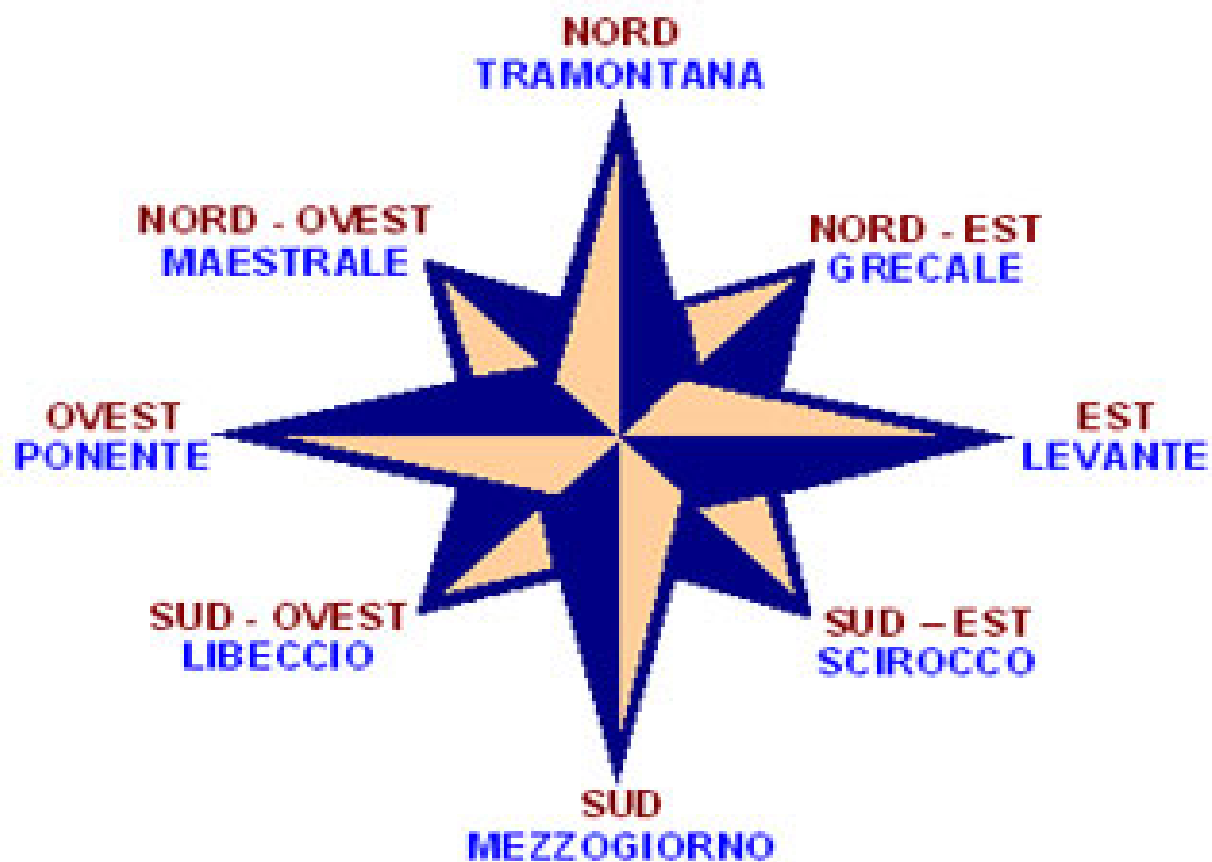 NORD
TRAMONTANA
NORD - OVEST
MAESTRALE
NORD - EST
GRECALE
OVEST
PONENTE
EST
LEVANTE
SUD - OVEST
LIBECCIO
SUD – EST
SCIROCCO
SUD
MEZZOGIORNO